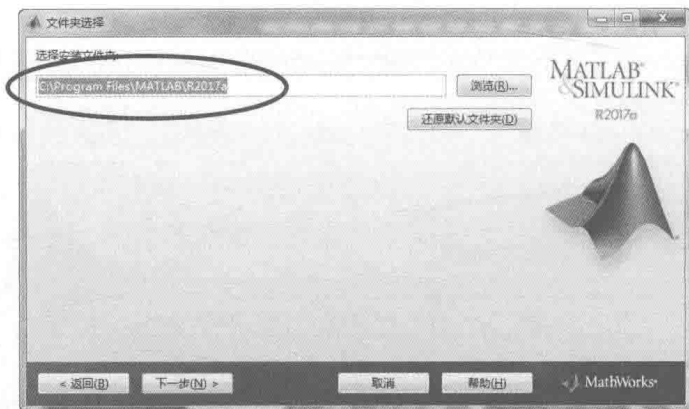 文件夹选择
选择安装文件夹:
C:\Program Files\MATLAB\R2017a
浏览(R)...
还原默认文件夹(D)
MATLAB®
&SIMULINK®
R2017a
< 返回(B)
下一步(N) >
取消
帮助(H)
MathWorks®